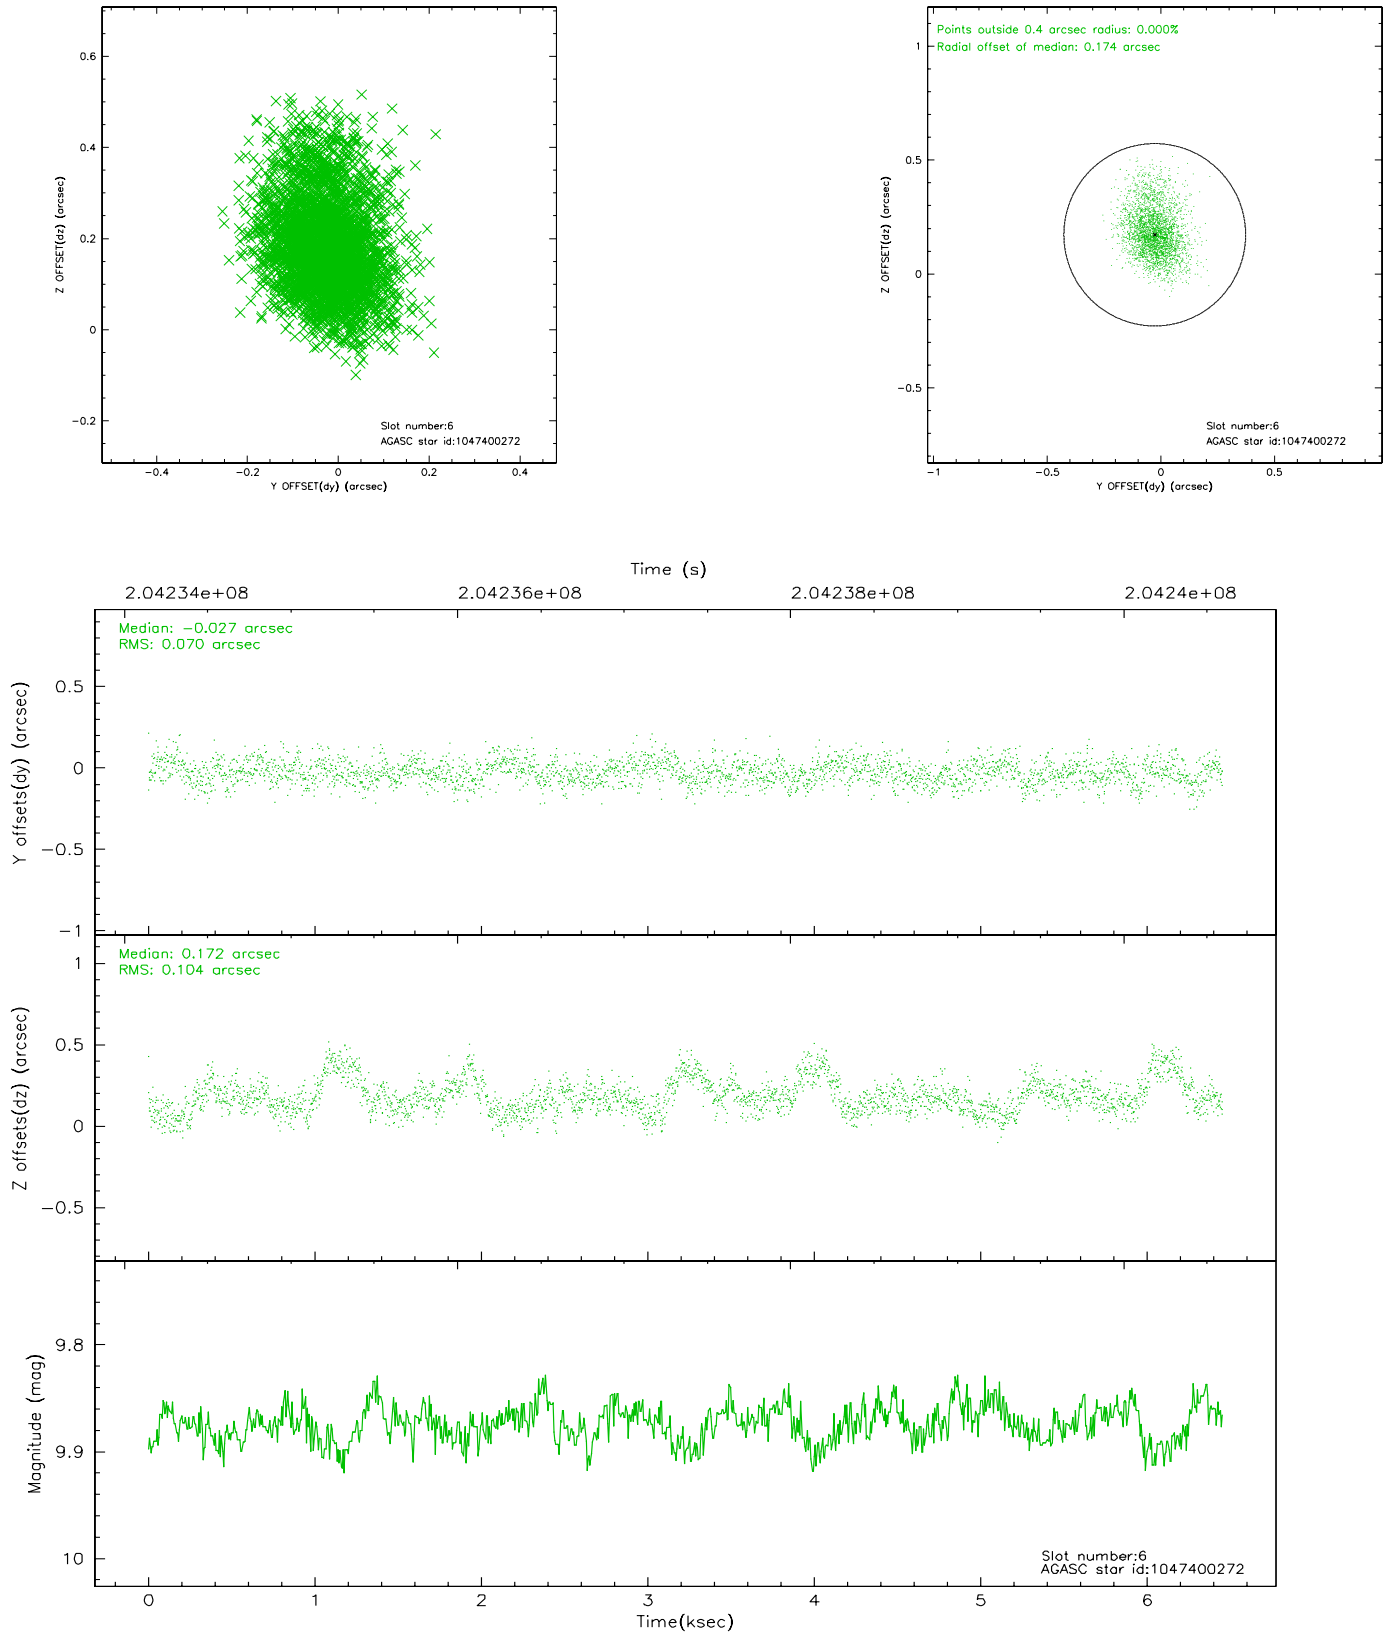 0.6
0.4
0.2
0
-0.2
Z OFFSET(dz) (arcsec)
Slot number:6
AGASC star id:1047400272
-0.4 -0.2 0 0.2 0.4
Y OFFSET(dy) (arcsec)
Points outside 0.4 arcsec radius: 0.000%
Radial offset of median: 0.174 arcsec
1
0.5
0
-0.5
Z OFFSET(dz) (arcsec)
Slot number:6
AGASC star id:1047400272
-1 -0.5 0 0.5
Y OFFSET(dy) (arcsec)
Time (s)
2.04234e+08 2.04236e+08 2.04238e+08 2.0424e+08
Median: -0.027 arcsec
RMS: 0.070 arcsec
0.5
0
-0.5
-1
Y offsets(dy) (arcsec)
Median: 0.172 arcsec
RMS: 0.104 arcsec
1
0.5
0
-0.5
Z offsets(dz) (arcsec)
9.8
9.9
10
Magnitude (mag)
Slot number:6
AGASC star id:1047400272
0 1 2 3 4 5 6
Time(ksec)